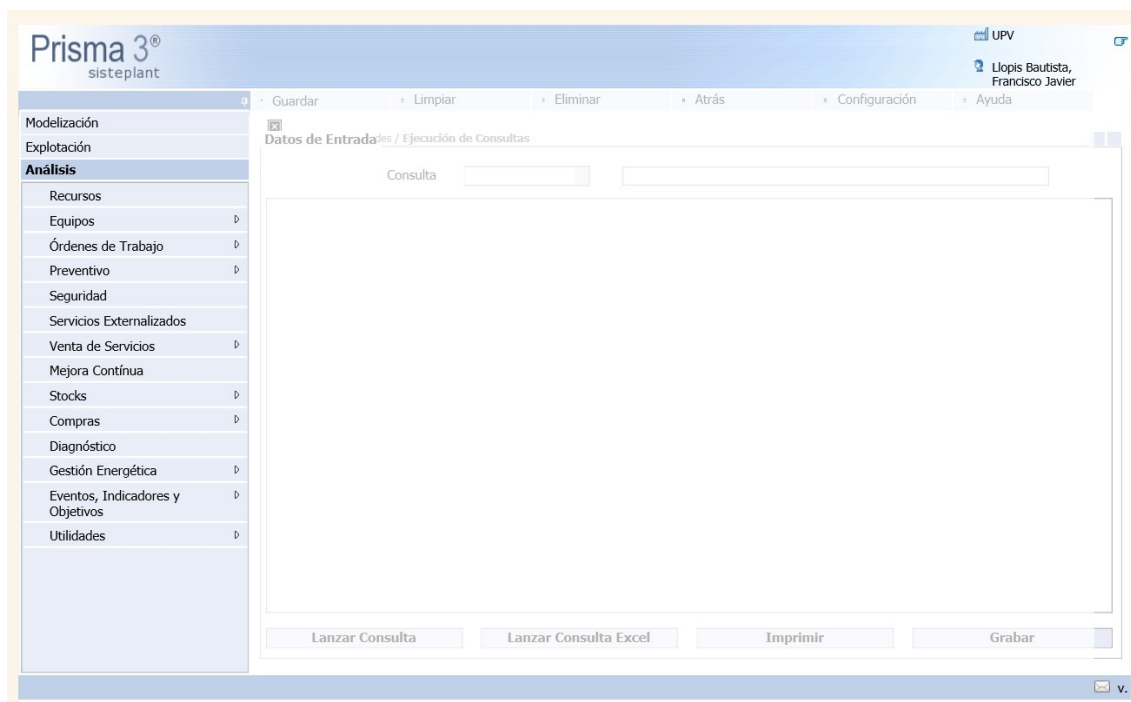 Prisma 3®
sisteplant
UPV
Llopis Bautista,
Francisco Javier
Guardar
Limpiar
Eliminar
Atrás
Configuración
Ayuda
Modelización
Explotación
Análisis
Recursos
Equipos
Órdenes de Trabajo
Preventivo
Seguridad
Servicios Externalizados
Venta de Servicios
Mejora Contínua
Stocks
Compras
Diagnóstico
Gestión Energética
Eventos, Indicadores y
Objetivos
Utilidades
Datos de Entrada des / Ejecución de Consultas
Consulta
Lanzar Consulta
Lanzar Consulta Excel
Imprimir
Grabar
v.